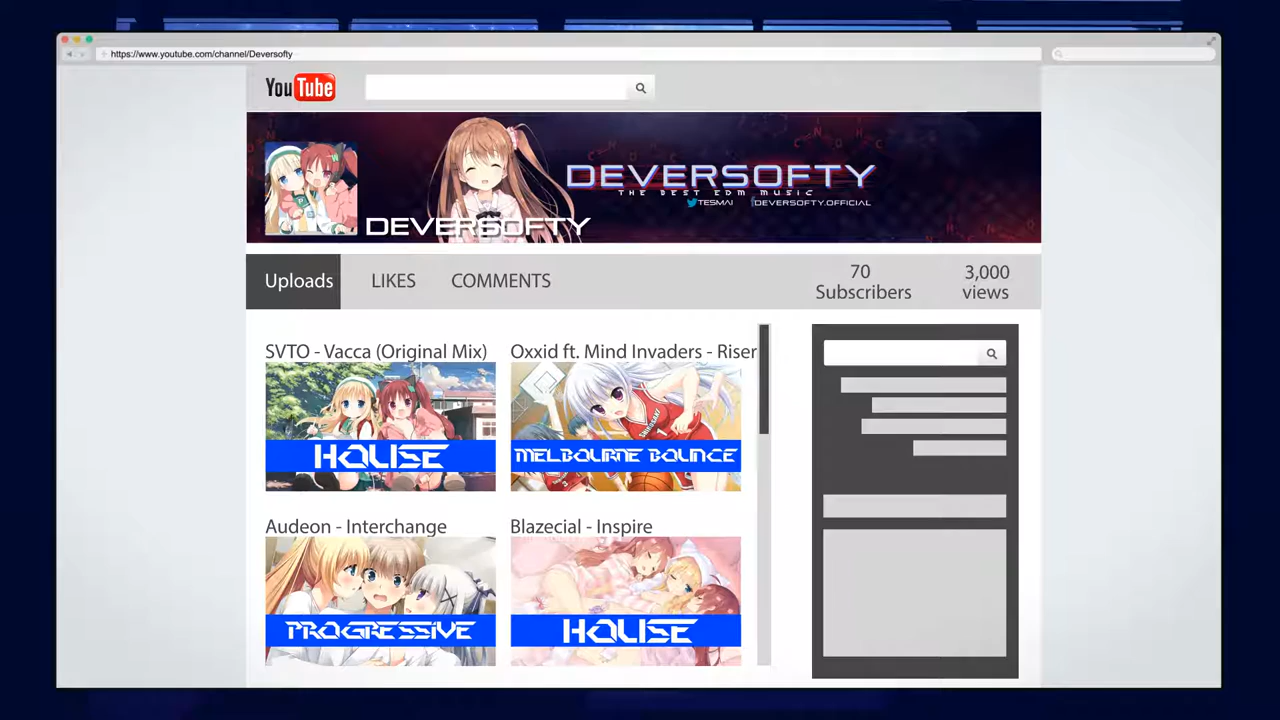 https://www.youtube.com/channel/Deversofty
YouTube
DEVERSOFTY
THE BEST EDM MUSIC
TESMAI DEVERSOFTY.OFFICIAL
DEVERSOFTY
Uploads LIKES COMMENTS
70 Subscribers
3,000 views
SVTO - Vacca (Original Mix)
HOUSE
Oxxid ft. Mind Invaders - Riser
MELBOURNE BOUNCE
Audeon - Interchange
PROGRESSIVE
Blazecial - Inspire
HOUSE